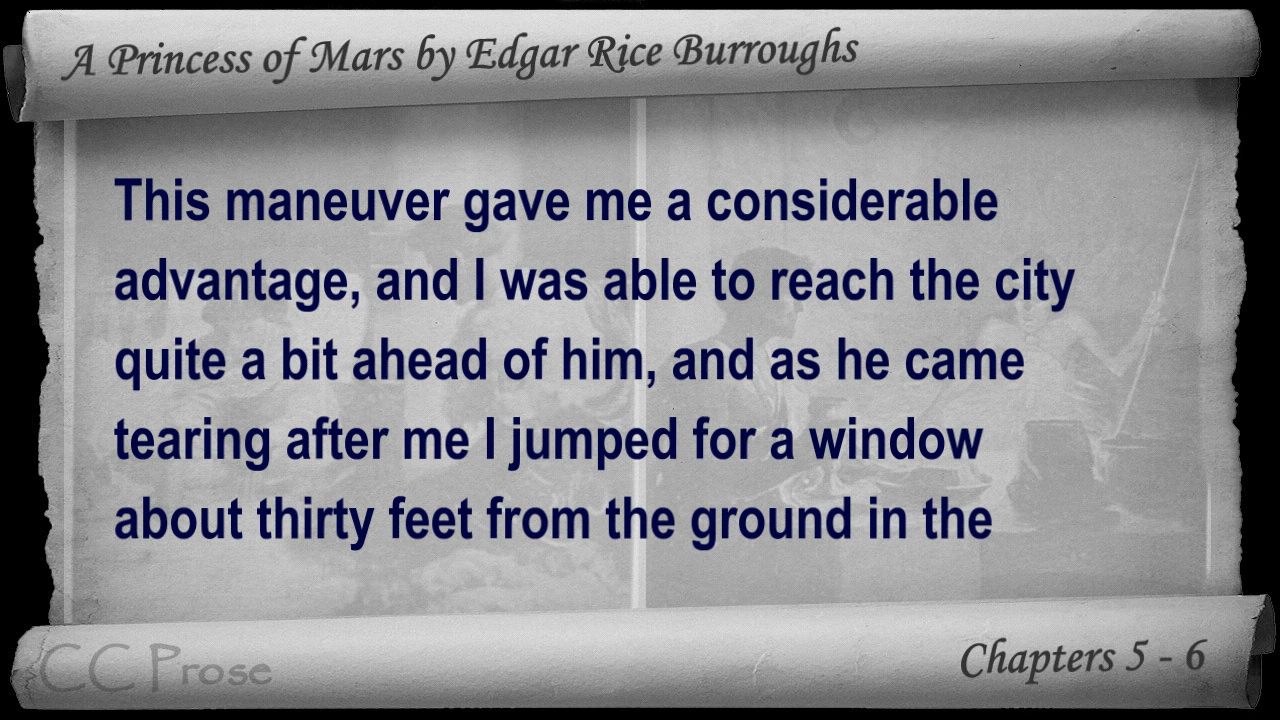 A Princess of Mars by Edgar Rice Burroughs
This maneuver gave me a considerable
advantage, and I was able to reach the city
quite a bit ahead of him, and as he came
tearing after me I jumped for a window
about thirty feet from the ground in the
CC Prose
Chapters 5 - 6